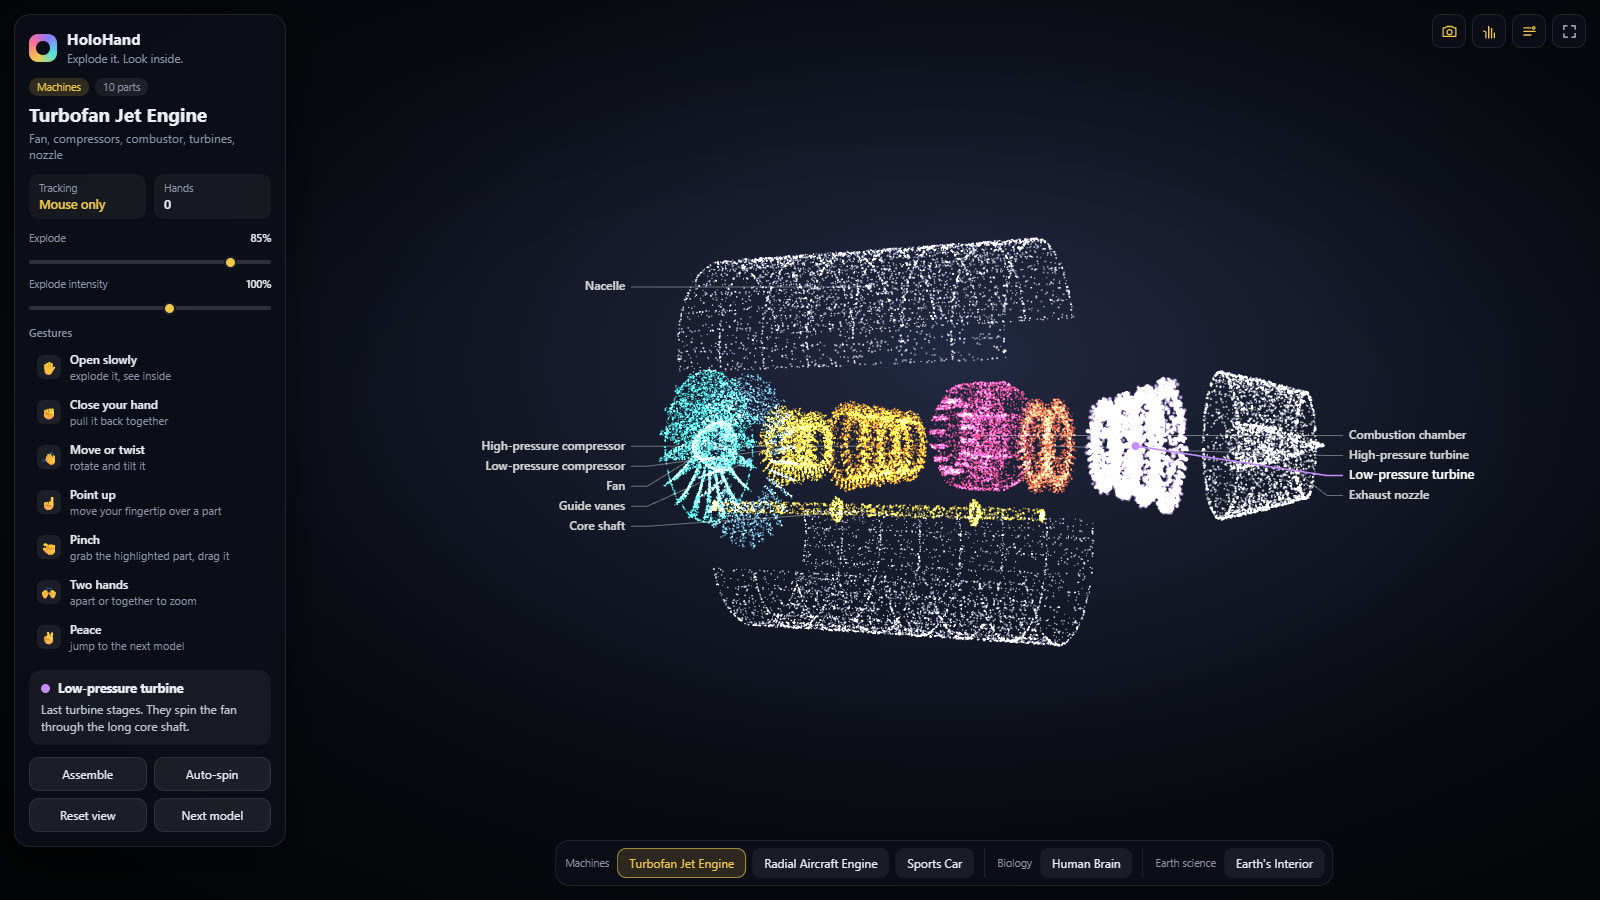 HoloHand
Explode it. Look inside.
Machines
10 parts
Turbofan Jet Engine
Fan, compressors, combustor, turbines,
nozzle
Tracking
Mouse only
Hands
0
Explode
85%
Explode intensity
100%
Gestures
Open slowly
explode it, see inside
Close your hand
pull it back together
Move or twist
rotate and tilt it
Point up
move your fingertip over a part
Pinch
grab the highlighted part, drag it
Two hands
apart or together to zoom
Peace
jump to the next model
Low-pressure turbine
Last turbine stages. They spin the fan
through the long core shaft.
Assemble
Auto-spin
Reset view
Next model
Nacelle
High-pressure compressor
Low-pressure compressor
Fan
Guide vanes
Core shaft
Combustion chamber
High-pressure turbine
Low-pressure turbine
Exhaust nozzle
Machines
Turbofan Jet Engine
Radial Aircraft Engine
Sports Car
Biology
Human Brain
Earth science
Earth's Interior